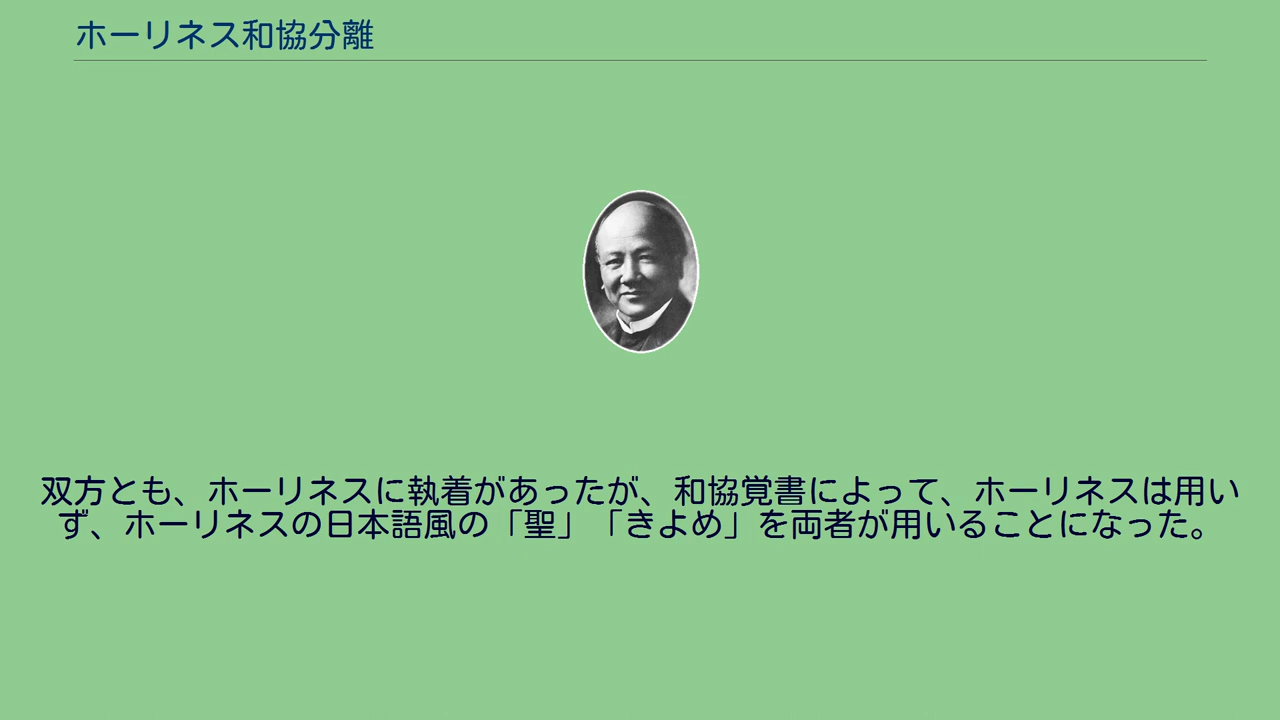 ホーリネス和協分離
双方とも、ホーリネスに執着があったが、和協覚書によって、ホーリネスは用い
ず、ホーリネスの日本語風の「聖」「きよめ」を両者が用いることになった。